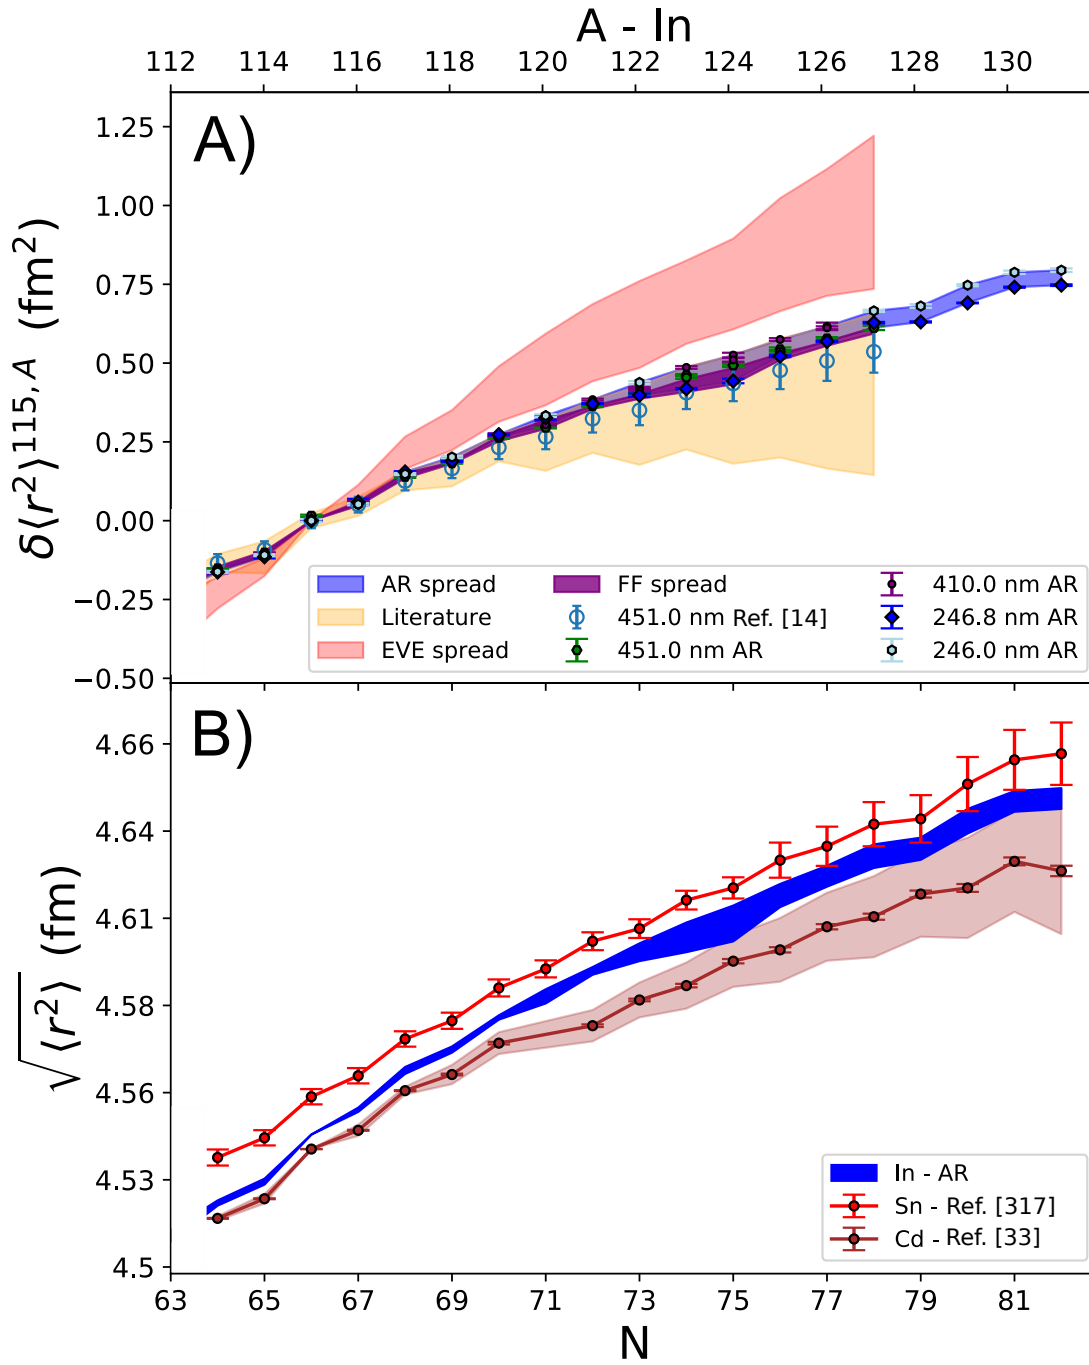 A - In
112 114 116 118 120 122 124 126 128 130
A)
1.25
1.00
0.75
0.50
0.25
0.00
−0.25
−0.50
δ⟨r²⟩¹¹⁵,ᴬ (fm²)
AR spread
Literature
EVE spread
FF spread
451.0 nm Ref. [14]
451.0 nm AR
410.0 nm AR
246.8 nm AR
246.0 nm AR
B)
4.66
4.64
4.61
4.58
4.56
4.53
4.5
√⟨r²⟩ (fm)
In - AR
Sn - Ref. [317]
Cd - Ref. [33]
63 65 67 69 71 73 75 77 79 81
N